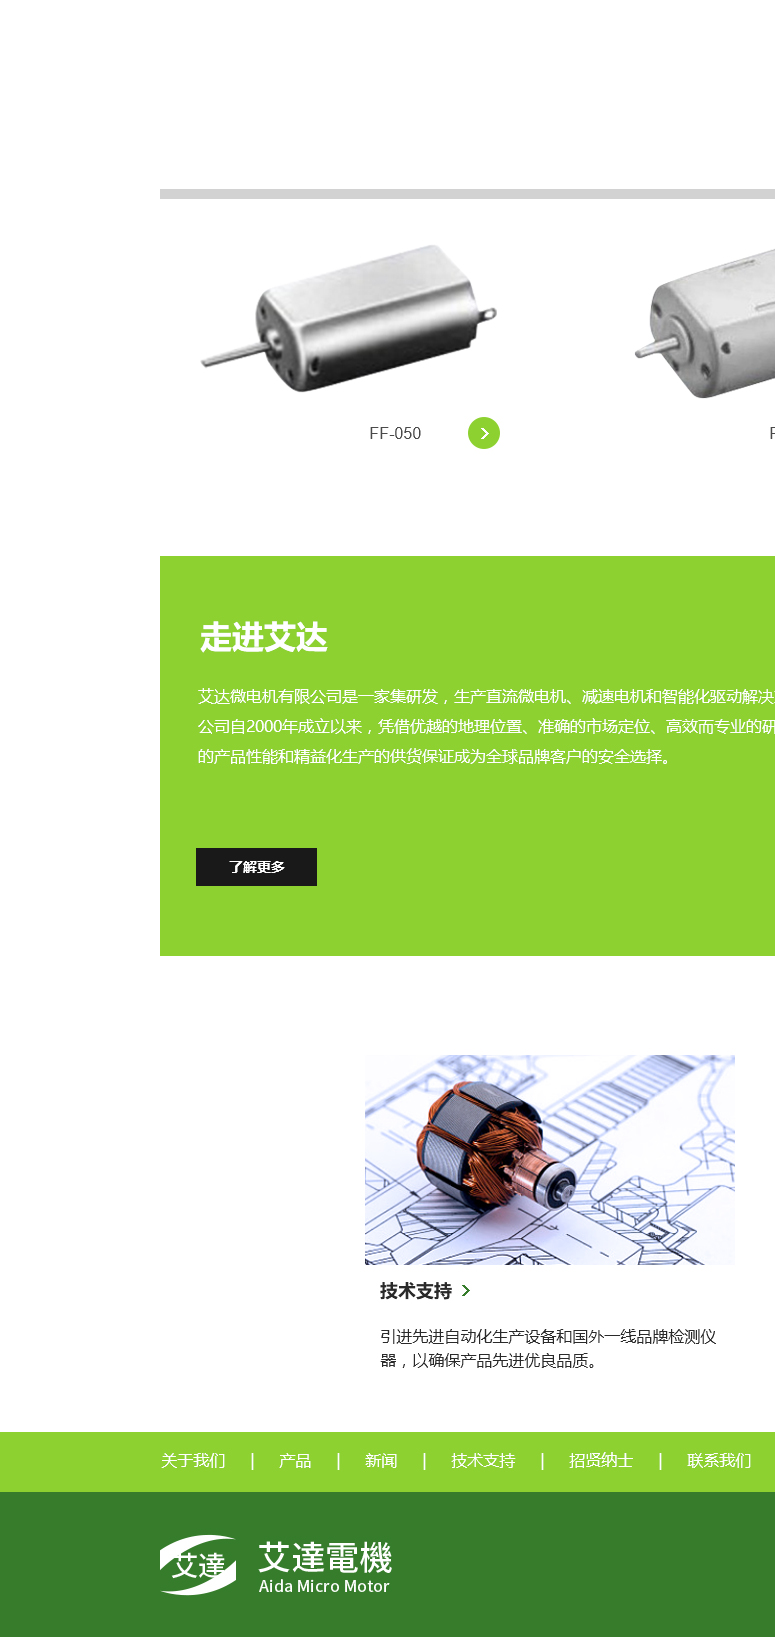 FF-050
走进艾达
艾达微电机有限公司是一家集研发，生产直流微电机、减速电机和智能化驱动解决
公司自2000年成立以来，凭借优越的地理位置、准确的市场定位、高效而专业的研
的产品性能和精益化生产的供货保证成为全球品牌客户的安全选择。
了解更多
技术支持
引进先进自动化生产设备和国外一线品牌检测仪
器，以确保产品先进优良品质。
关于我们 | 产品 | 新闻 | 技术支持 | 招贤纳士 | 联系我们
艾達 艾達電機
Aida Micro Motor